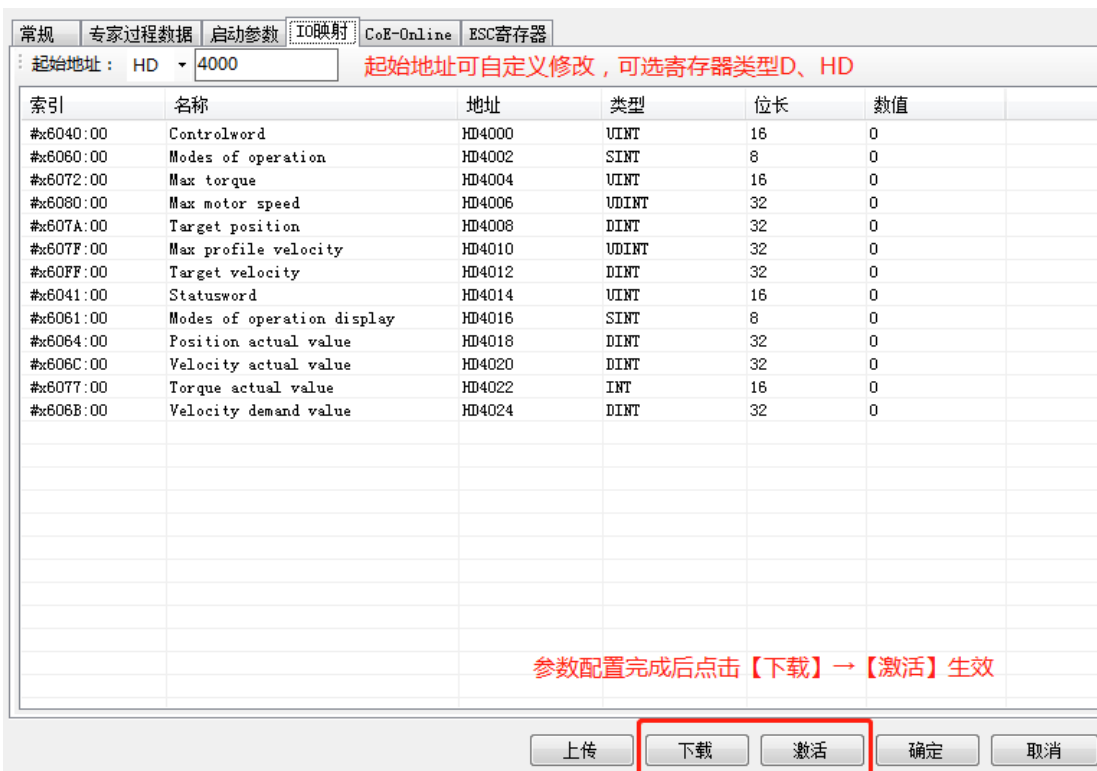 常规 专家过程数据 启动参数 IO映射 CoE-Online ESC寄存器
起始地址： HD 4000 起始地址可自定义修改，可选寄存器类型D、HD
索引 名称 地址 类型 位长 数值
#x6040:00 Controlword HD4000 UINT 16 0
#x6060:00 Modes of operation HD4002 SINT 8 0
#x6072:00 Max torque HD4004 UINT 16 0
#x6080:00 Max motor speed HD4006 UDINT 32 0
#x607A:00 Target position HD4008 DINT 32 0
#x607F:00 Max profile velocity HD4010 UDINT 32 0
#x60FF:00 Target velocity HD4012 DINT 32 0
#x6041:00 Statusword HD4014 UINT 16 0
#x6061:00 Modes of operation display HD4016 SINT 8 0
#x6064:00 Position actual value HD4018 DINT 32 0
#x606C:00 Velocity actual value HD4020 DINT 32 0
#x6077:00 Torque actual value HD4022 INT 16 0
#x606B:00 Velocity demand value HD4024 DINT 32 0
参数配置完成后点击【下载】→【激活】生效
上传 下载 激活 确定 取消